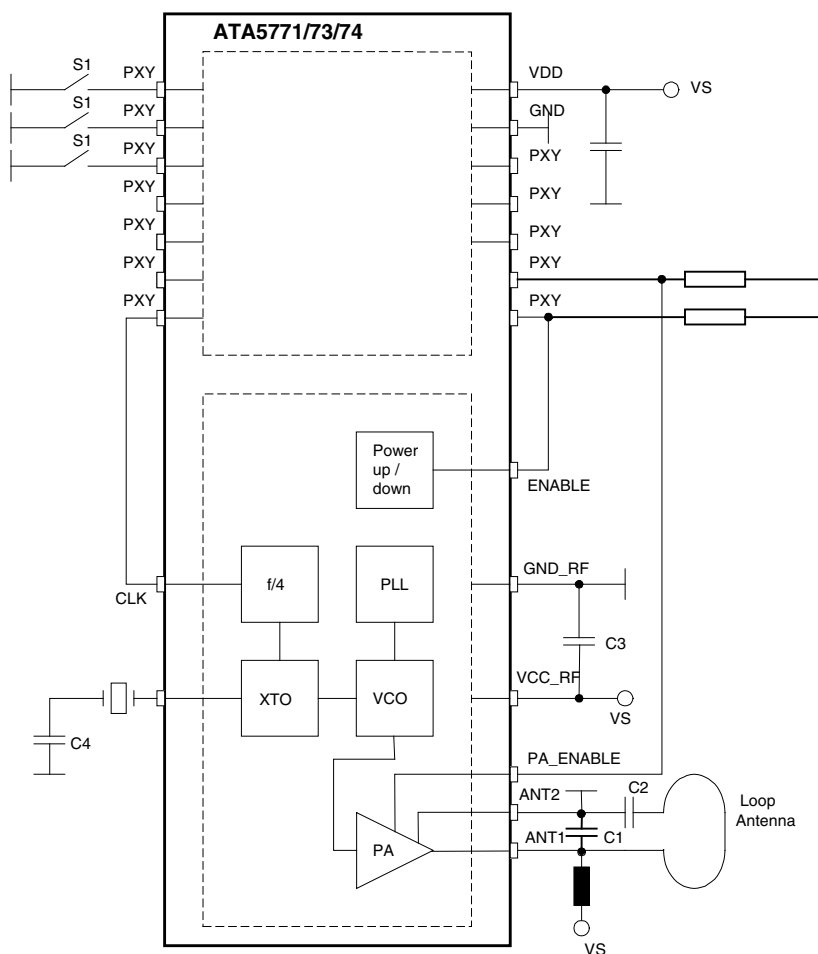 ATA5771/73/74
S1
PXY
VDD
VS
S1
PXY
GND
S1
PXY
PXY
PXY
PXY
PXY
PXY
PXY
PXY
PXY
Power
up /
down
ENABLE
CLK
f/4
PLL
GND_RF
C3
XTO
VCO
VCC_RF
VS
C4
PA_ENABLE
ANT2
C2
Loop
Antenna
PA
ANT1
C1
VS